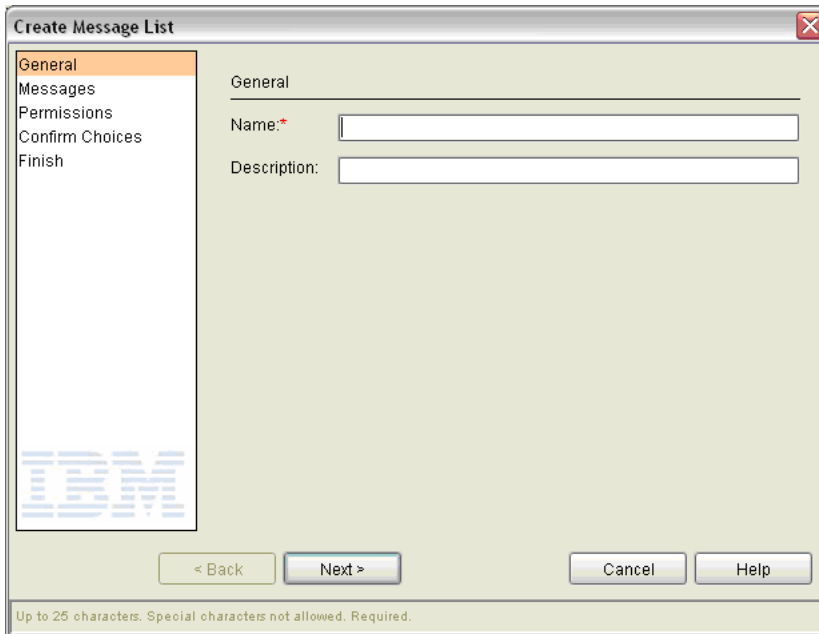 Create Message List
General
Messages
Permissions
Confirm Choices
Finish
IBM
General
Name:*
Description:
< Back
Next >
Cancel
Help
Up to 25 characters. Special characters not allowed. Required.